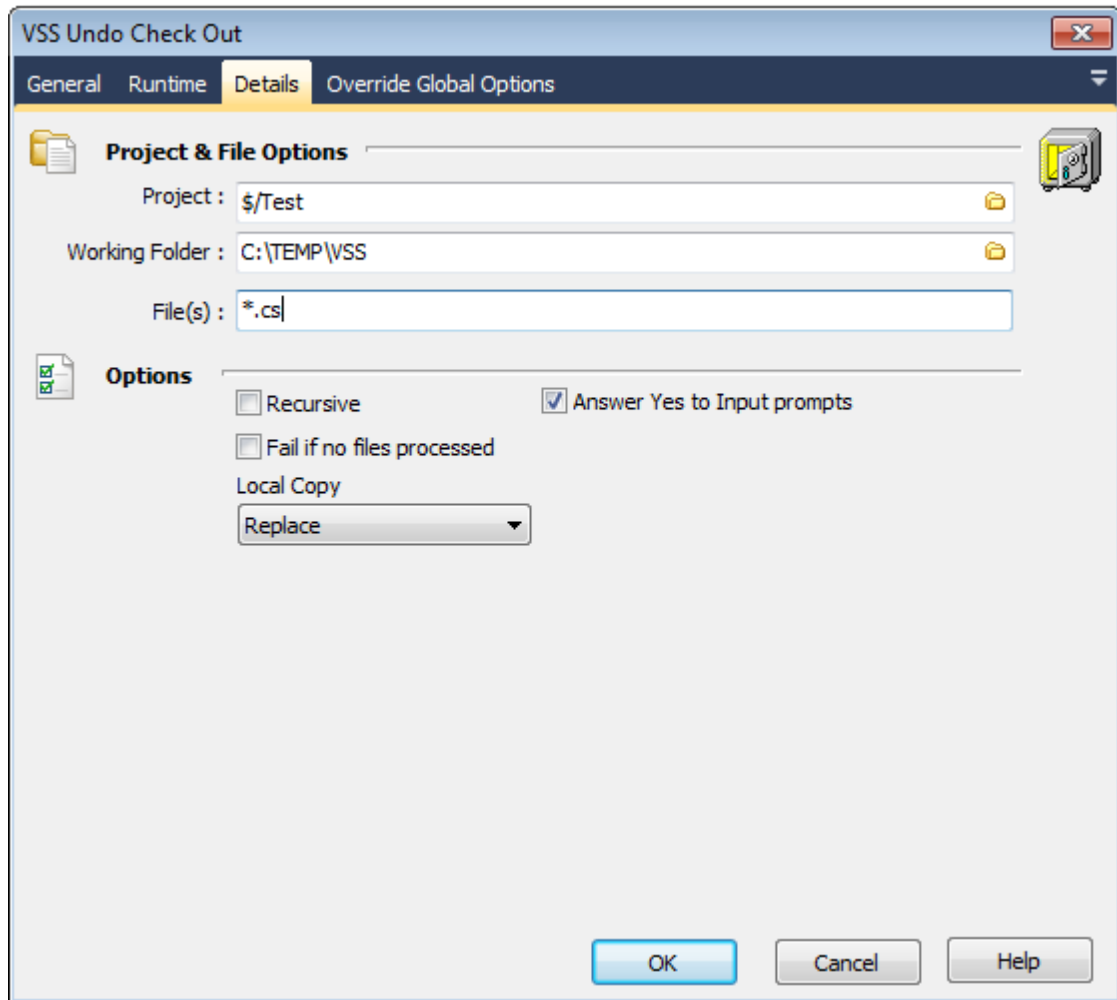 VSS Undo Check Out
General Runtime Details Override Global Options
Project & File Options
Project : $/Test
Working Folder : C:\TEMP\VSS
File(s) : *.cs
Options
Recursive Answer Yes to Input prompts
Fail if no files processed
Local Copy
Replace
OK Cancel Help